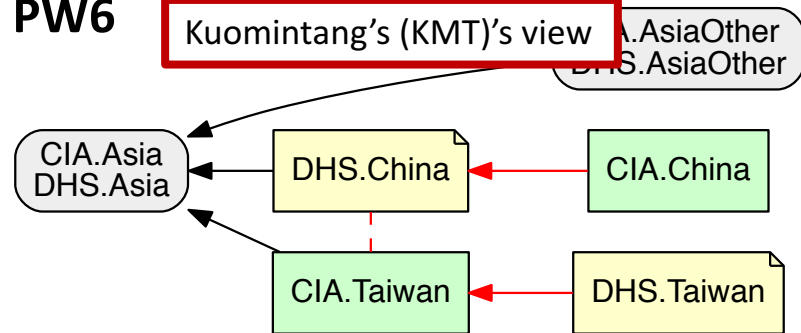 PW6
Kuomintang's (KMT)'s view
A.AsiaOther
DHS.AsiaOther
CIA.Asia
DHS.Asia
DHS.China
CIA.China
CIA.Taiwan
DHS.Taiwan